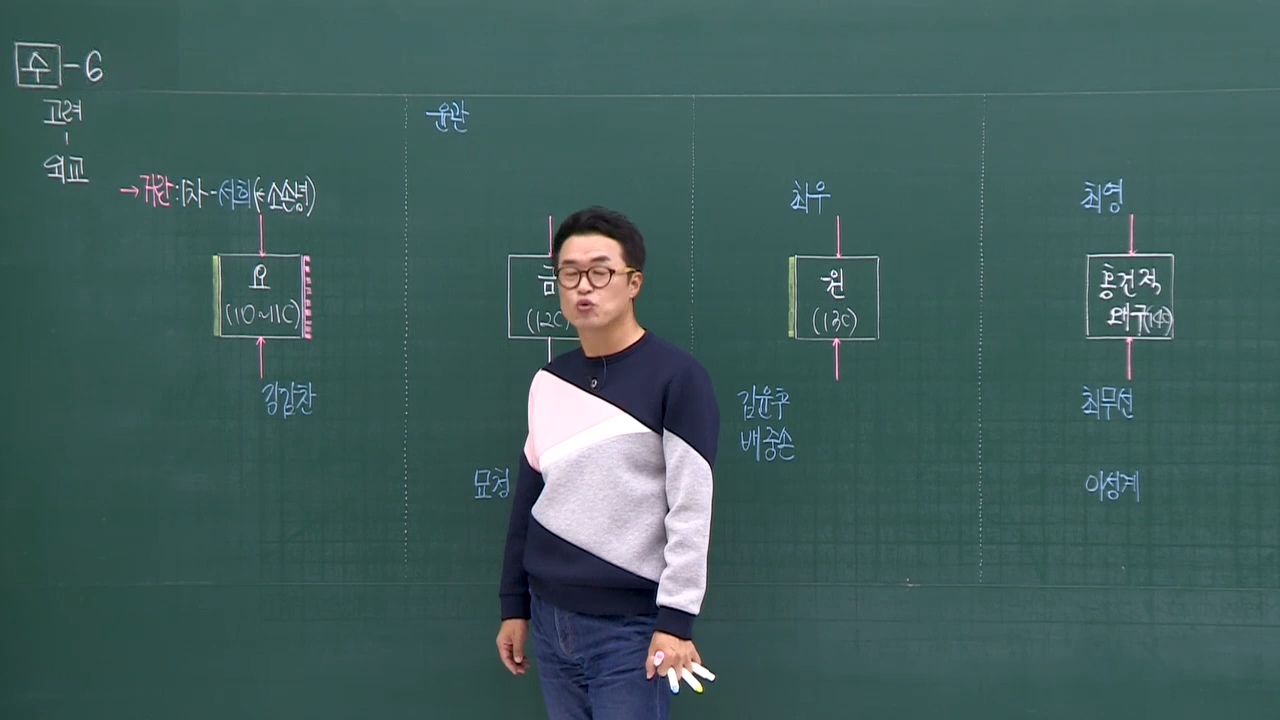 수-6
고려
외교
윤관
→거란:1차-서희(↔소손녕)
요
(10~11C)
강감찬
금
(12C)
묘청
최우
원
(13C)
김윤후
배중손
최영
홍건적
왜구(14C)
최무선
이성계